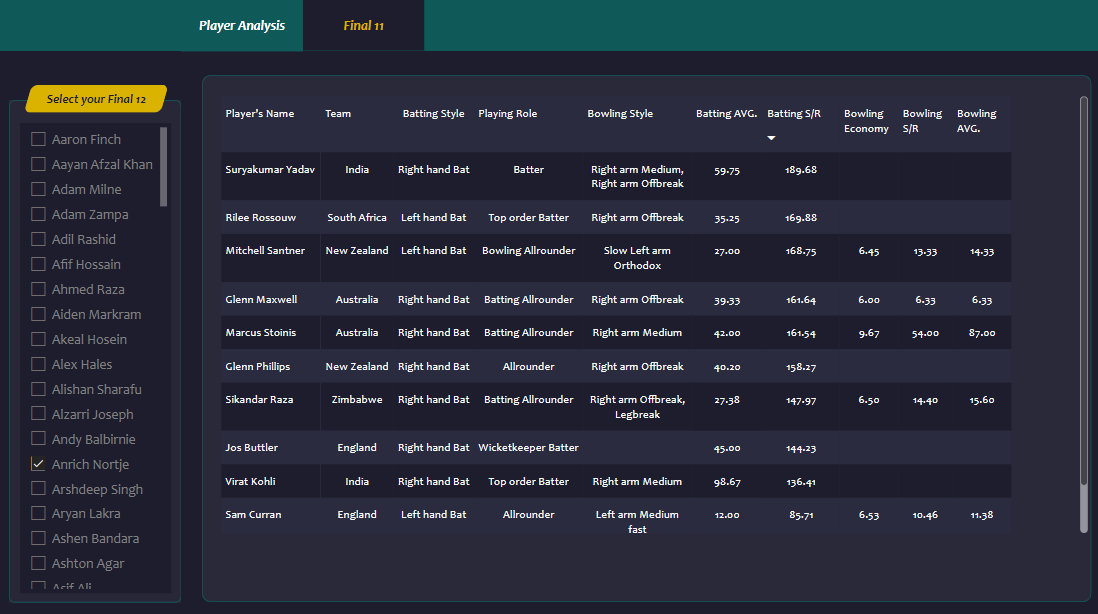 Player Analysis
Final 11
Select your Final 12
Aaron Finch
Aayan Afzal Khan
Adam Milne
Adam Zampa
Adil Rashid
Afif Hossain
Ahmed Raza
Aiden Markram
Akeal Hosein
Alex Hales
Alishan Sharafu
Alzarri Joseph
Andy Balbirnie
Anrich Nortje
Arshdeep Singh
Aryan Lakra
Ashen Bandara
Ashton Agar
Asif Ali
Player's Name Team Batting Style Playing Role Bowling Style Batting AVG. Batting S/R Bowling Bowling Bowling
Economy S/R AVG.
Suryakumar Yadav India Right hand Bat Batter Right arm Medium, 59.75 189.68
Right arm Offbreak
Rilee Rossouw South Africa Left hand Bat Top order Batter Right arm Offbreak 35.25 169.88
Mitchell Santner New Zealand Left hand Bat Bowling Allrounder Slow Left arm 27.00 168.75 6.45 13.33 14.33
Orthodox
Glenn Maxwell Australia Right hand Bat Batting Allrounder Right arm Offbreak 39.33 161.64 6.00 6.33 6.33
Marcus Stoinis Australia Right hand Bat Batting Allrounder Right arm Medium 42.00 161.54 9.67 54.00 87.00
Glenn Phillips New Zealand Right hand Bat Allrounder Right arm Offbreak 40.20 158.27
Sikandar Raza Zimbabwe Right hand Bat Batting Allrounder Right arm Offbreak, 27.38 147.97 6.50 14.40 15.60
Legbreak
Jos Buttler England Right hand Bat Wicketkeeper Batter 45.00 144.23
Virat Kohli India Right hand Bat Top order Batter Right arm Medium 98.67 136.41
Sam Curran England Left hand Bat Allrounder Left arm Medium 12.00 85.71 6.53 10.46 11.38
fast